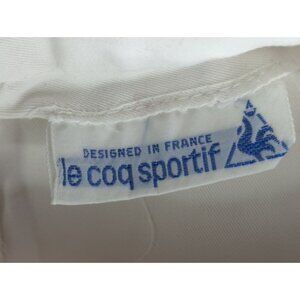 DESIGNED IN FRANCE
le coq sportif